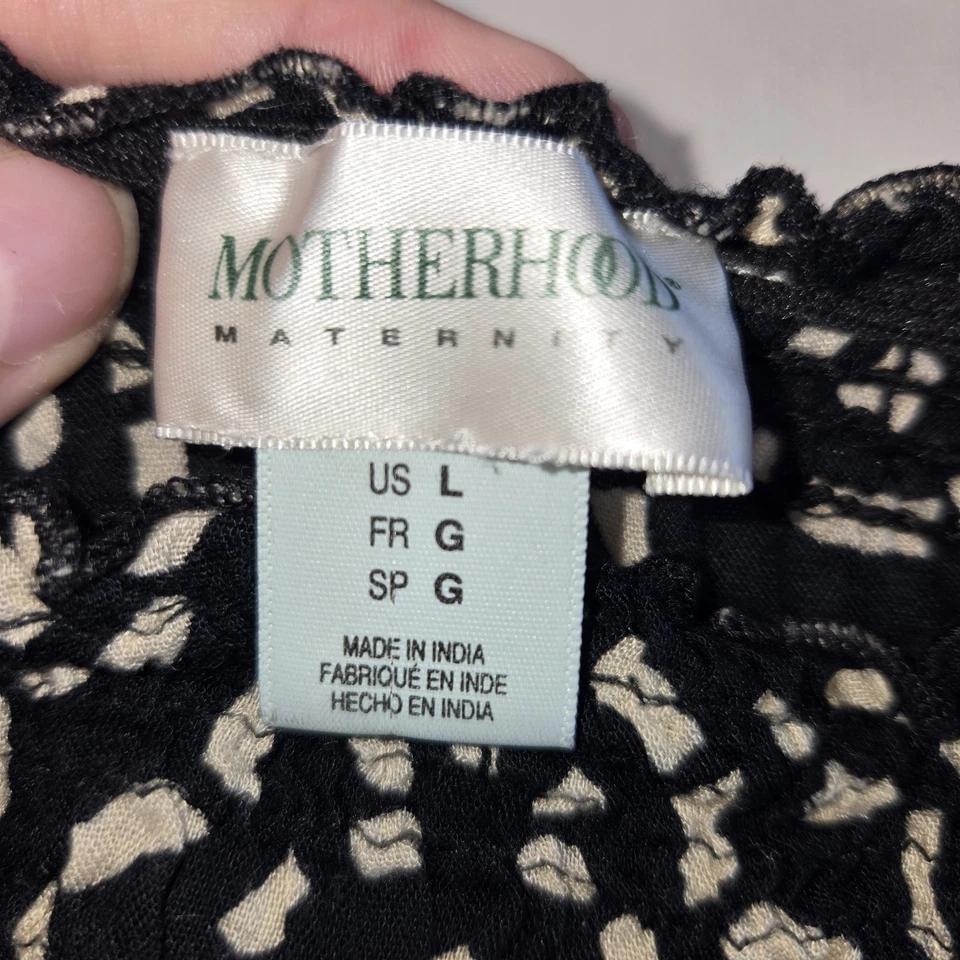 MOTHERHOOD®
MATERNITY
US L
FR G
SP G
MADE IN INDIA
FABRIQUÉ EN INDE
HECHO EN INDIA